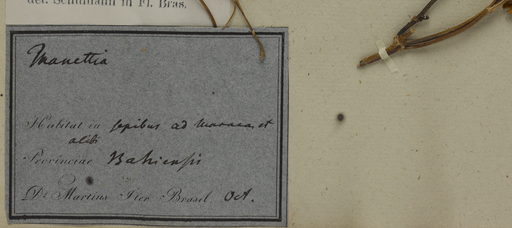 det. Schumann in Fl. Bras.
Manettia
Habitat in sepibus ad Maracas et
alibi
Provinciae Bahiensis
Dr. Martius Iter Brasil. Oct.